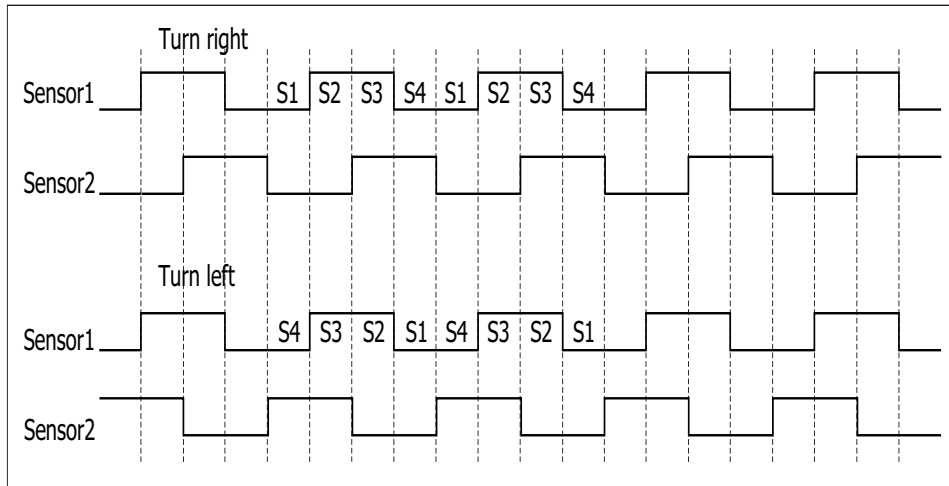 Turn right
Sensor1 S1 S2 S3 S4 S1 S2 S3 S4
Sensor2
Turn left
Sensor1 S4 S3 S2 S1 S4 S3 S2 S1
Sensor2